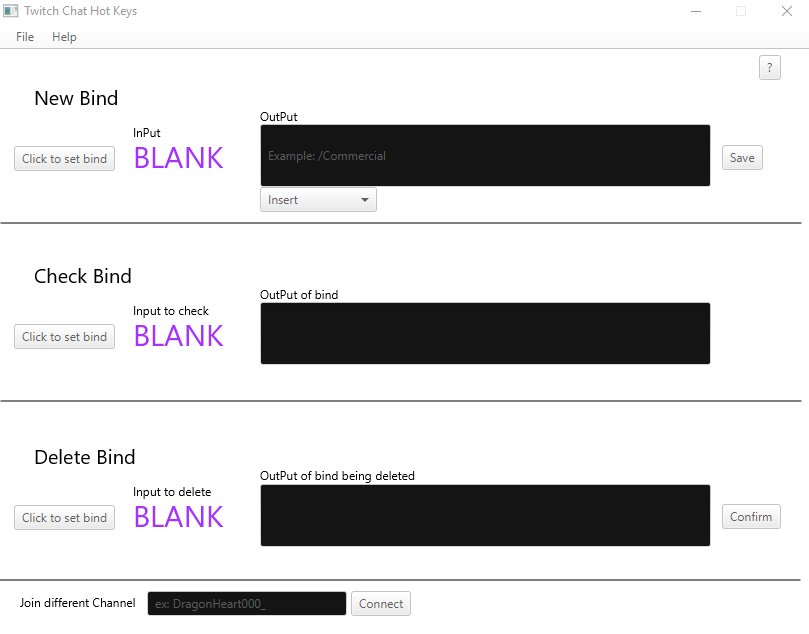 Twitch Chat Hot Keys
File Help
?
New Bind
OutPut
InPut
Click to set bind
BLANK
Example: /Commercial
Save
Insert
Check Bind
OutPut of bind
Input to check
Click to set bind
BLANK
Delete Bind
OutPut of bind being deleted
Input to delete
Click to set bind
BLANK
Confirm
Join different Channel
ex: DragonHeart000_
Connect